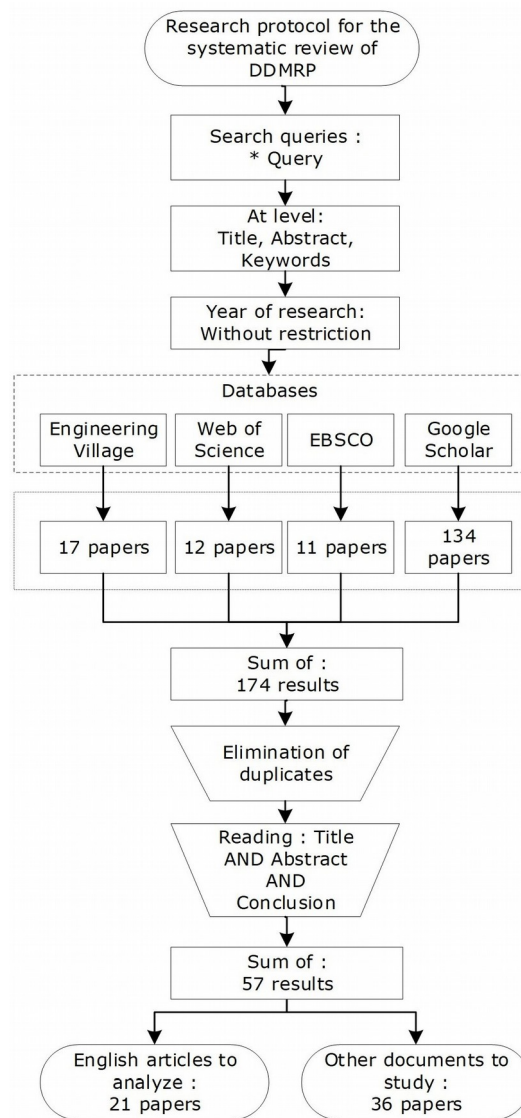 Research protocol for the
systematic review of
DDMRP
Search queries :
* Query
At level:
Title, Abstract,
Keywords
Year of research:
Without restriction
Databases
Engineering
Village
Web of
Science
EBSCO
Google
Scholar
17 papers
12 papers
11 papers
134
papers
Sum of :
174 results
Elimination of
duplicates
Reading : Title
AND Abstract
AND
Conclusion
Sum of :
57 results
English articles to
analyze :
21 papers
Other documents to
study :
36 papers